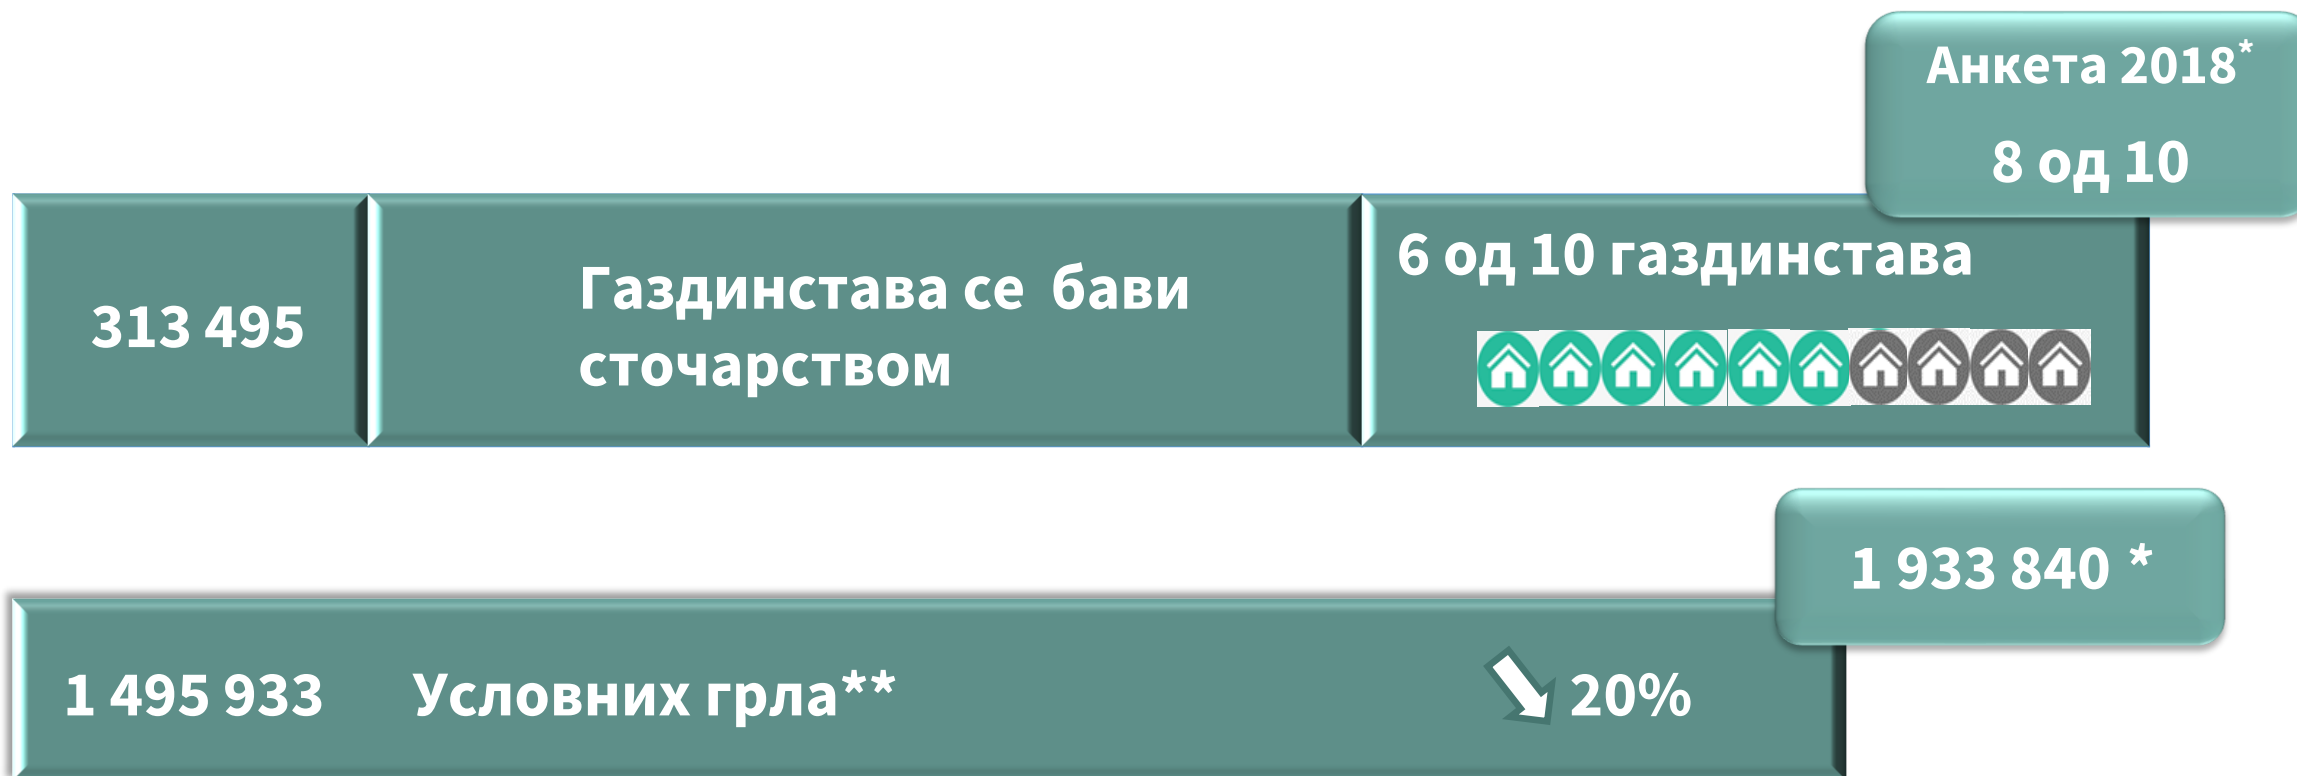 Анкета 2018*
8 од 10
313 495
Газдинстава се бави
сточарством
6 од 10 газдинстава
1 933 840 *
1 495 933
Условних грла**
20%